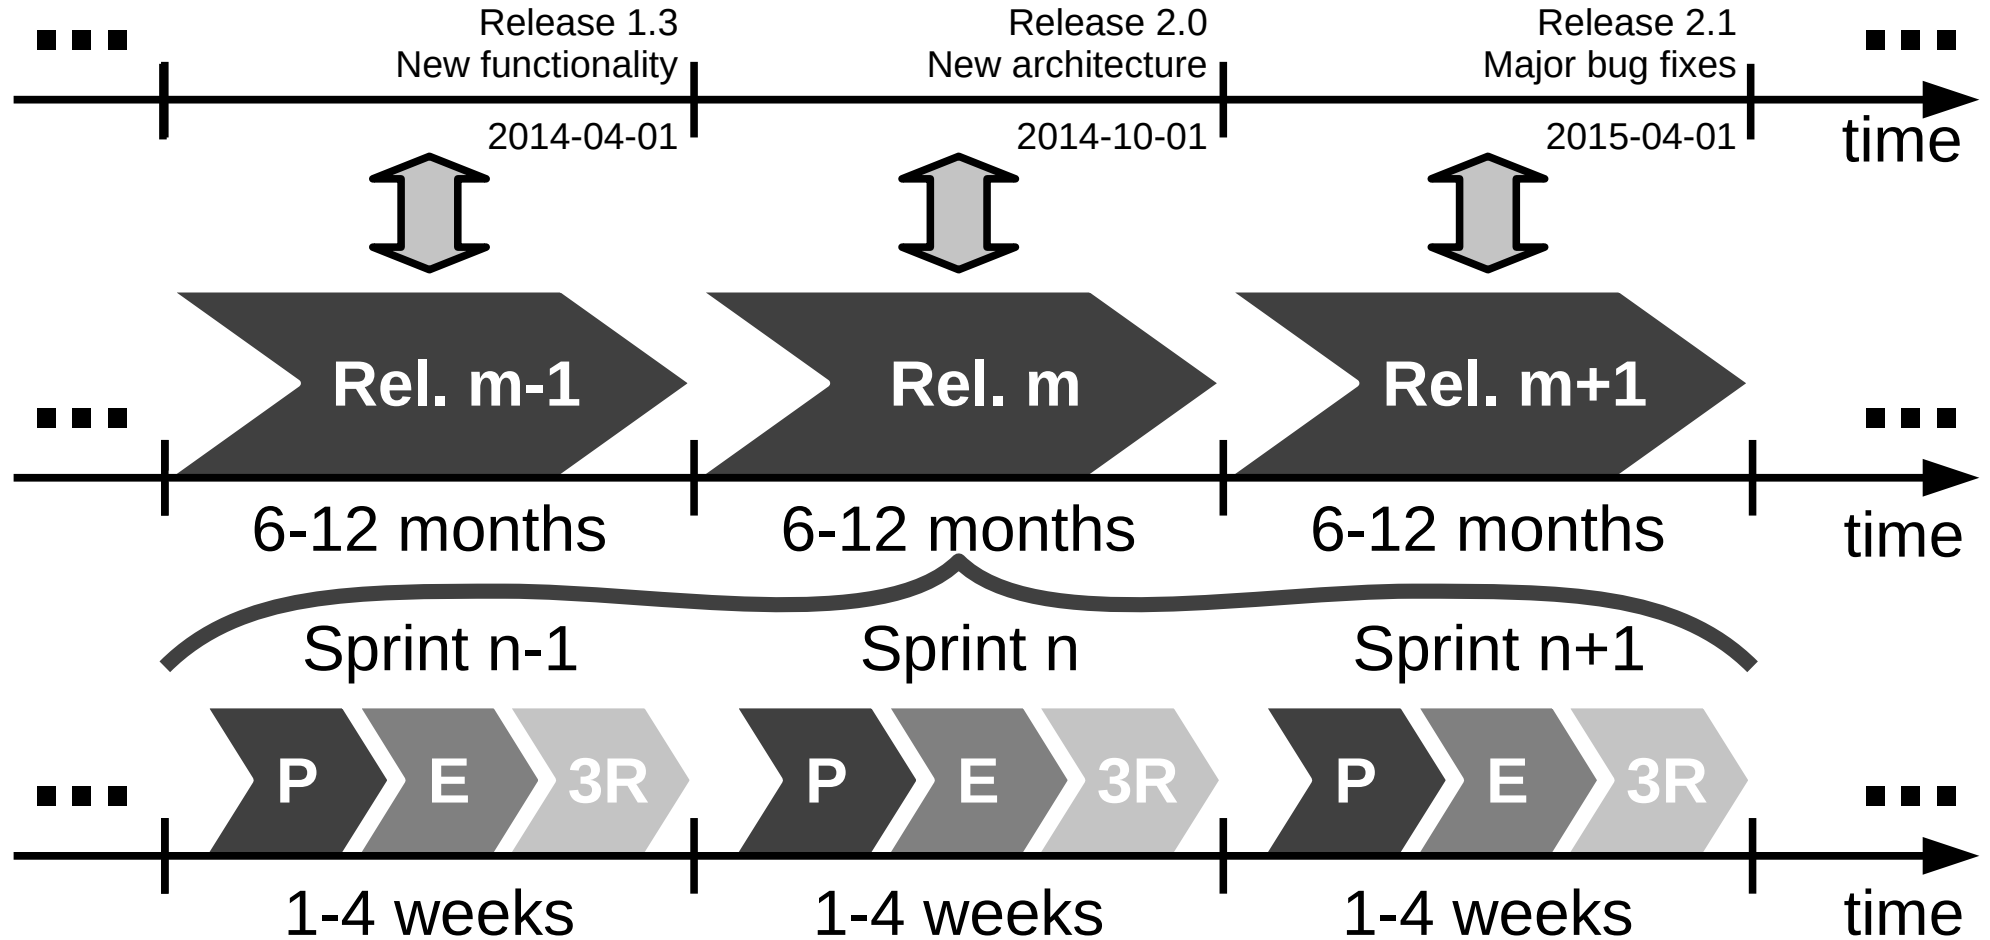 Release 1.3
New functionality
Release 2.0
New architecture
Release 2.1
Major bug fixes
2014-04-01
2014-10-01
2015-04-01
time
Rel. m-1
Rel. m
Rel. m+1
6-12 months
6-12 months
6-12 months
time
Sprint n-1
Sprint n
Sprint n+1
P
E
3R
P
E
3R
P
E
3R
1-4 weeks
1-4 weeks
1-4 weeks
time